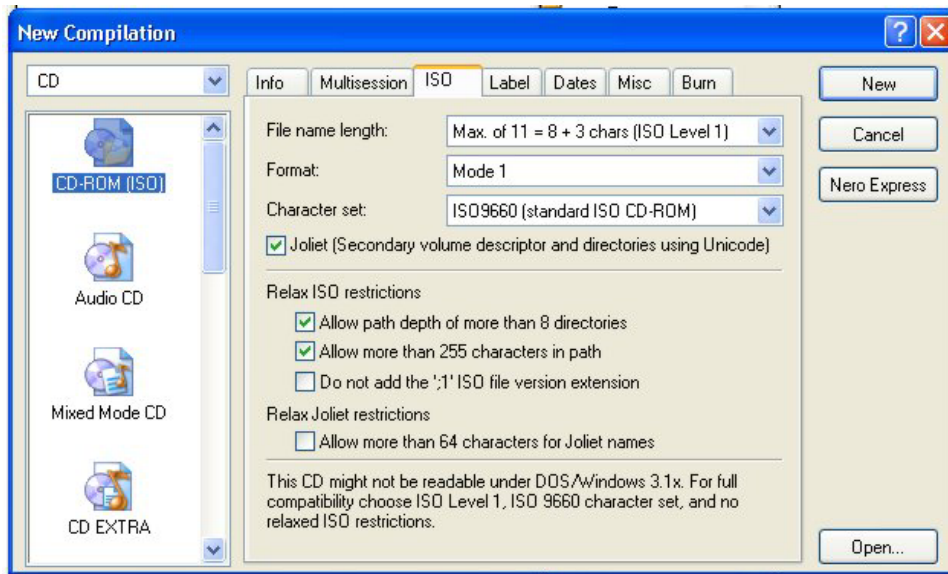 New Compilation
CD
CD-ROM (ISO)
Audio CD
Mixed Mode CD
CD EXTRA
Info Multisession ISO Label Dates Misc Burn
File name length: Max. of 11 = 8 + 3 chars (ISO Level 1)
Format: Mode 1
Character set: ISO9660 (standard ISO CD-ROM)
Joliet (Secondary volume descriptor and directories using Unicode)
Relax ISO restrictions
Allow path depth of more than 8 directories
Allow more than 255 characters in path
Do not add the ';1' ISO file version extension
Relax Joliet restrictions
Allow more than 64 characters for Joliet names
This CD might not be readable under DOS/Windows 3.1x. For full
compatibility choose ISO Level 1, ISO 9660 character set, and no
relaxed ISO restrictions.
New
Cancel
Nero Express
Open...